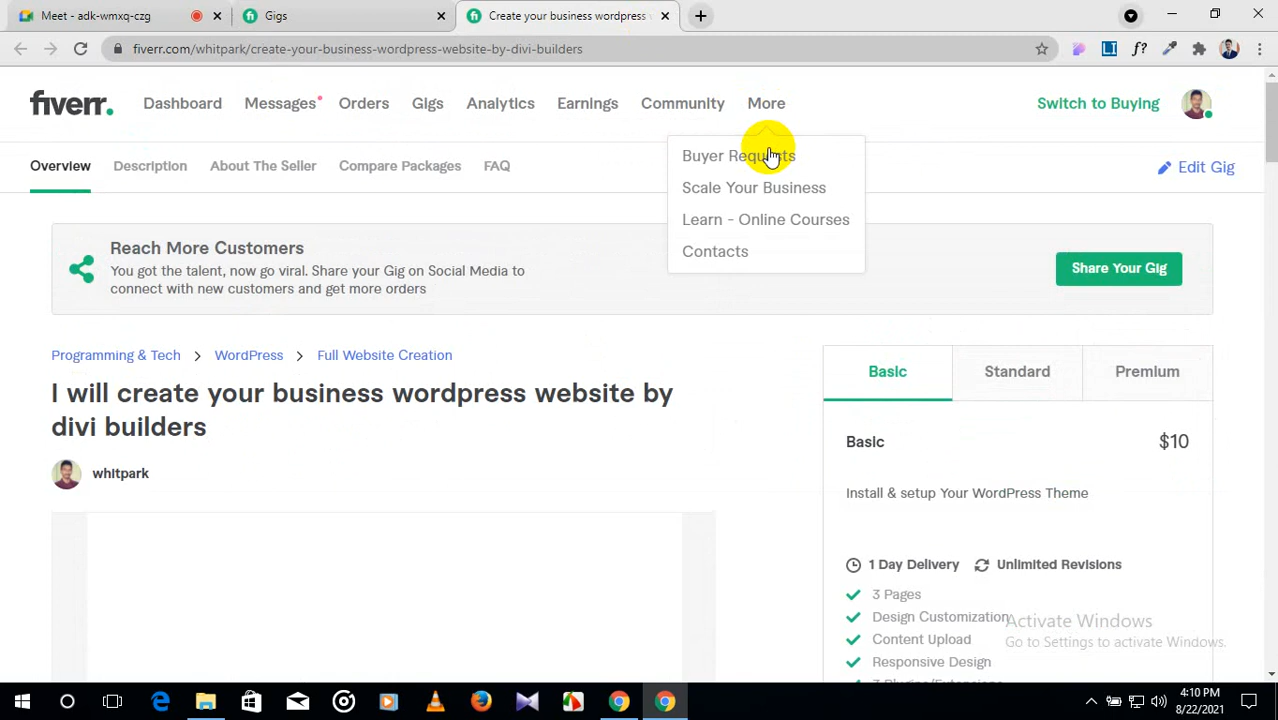 Meet - adk-wmxq-czg
Gigs
Create your business wordpress
fiverr.com/whitpark/create-your-business-wordpress-website-by-divi-builders
LI
f?
fiverr.
Dashboard
Messages
Orders
Gigs
Analytics
Earnings
Community
More
Switch to Buying
Buyer Requests
Scale Your Business
Learn - Online Courses
Contacts
Overview
Description
About The Seller
Compare Packages
FAQ
Edit Gig
Reach More Customers
You got the talent, now go viral. Share your Gig on Social Media to
connect with new customers and get more orders
Share Your Gig
Programming & Tech
WordPress
Full Website Creation
I will create your business wordpress website by
divi builders
whitpark
Basic
Standard
Premium
Basic
$10
Install & setup Your WordPress Theme
1 Day Delivery
Unlimited Revisions
3 Pages
Design Customization
Content Upload
Responsive Design
3 Plugins/Extensions
Activate Windows
Go to Settings to activate Windows.
4:10 PM
8/22/2021